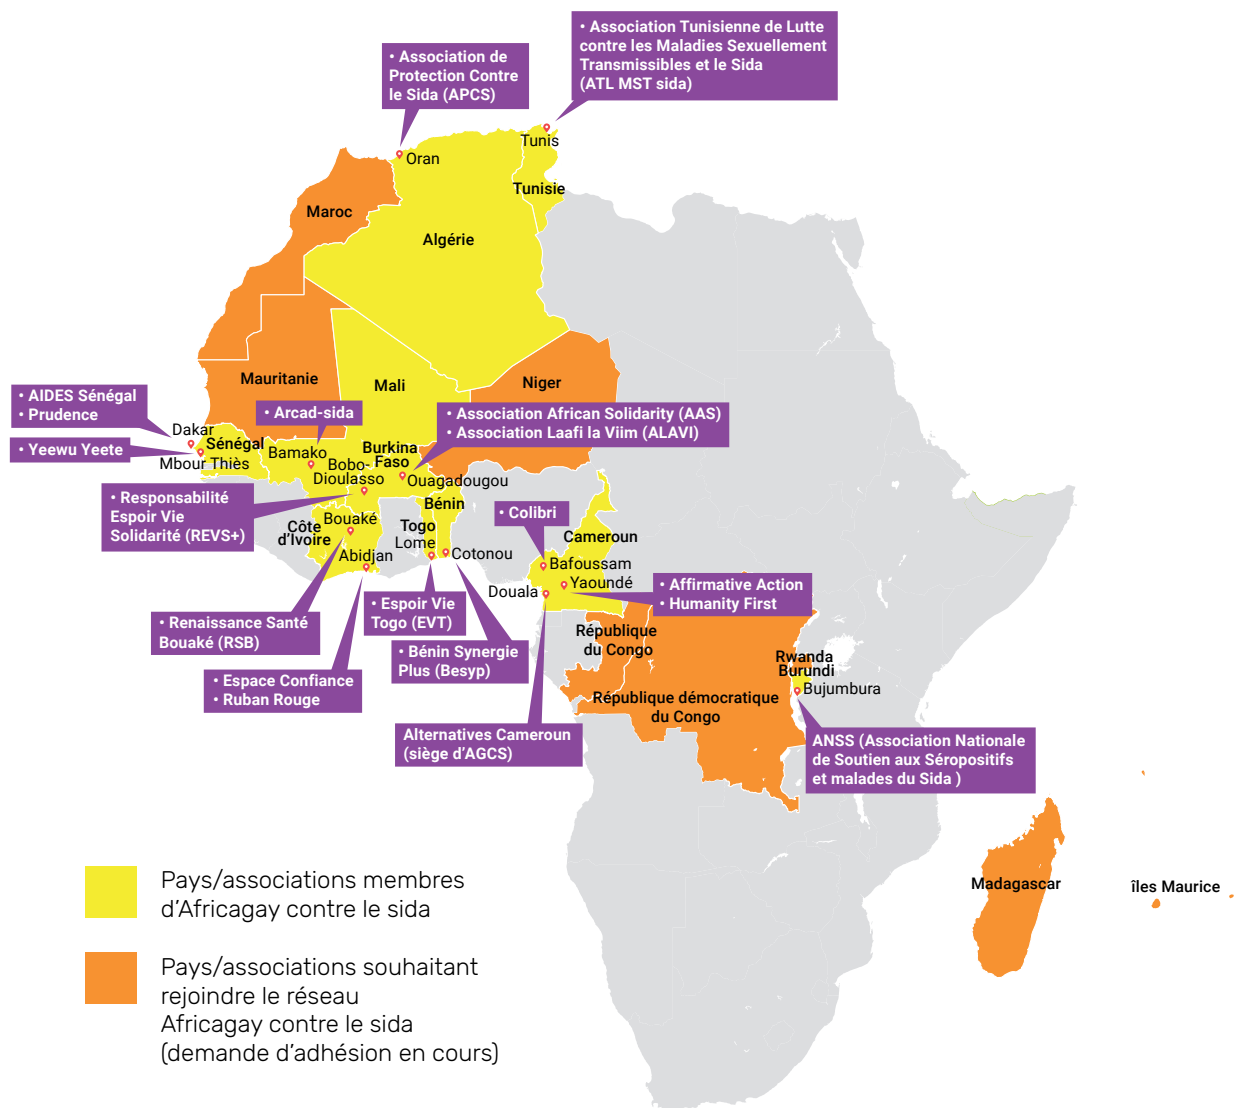 • Association Tunisienne de Lutte
contre les Maladies Sexuellement
Transmissibles et le Sida
(ATL MST sida)
• Association de
Protection Contre
le Sida (APCS)
Tunis
Oran
Tunisie
Maroc
Algérie
Mauritanie
Mali
Niger
• AIDES Sénégal
• Prudence
• Arcad-sida
• Association African Solidarity (AAS)
• Association Laafi la Viim (ALAVI)
Dakar
Sénégal
• Yeewu Yeete
Mbour Thiès
Bamako
Burkina
Faso
Bobo-
Dioulasso
Ouagadougou
• Responsabilité
Espoir Vie
Solidarité (REVS+)
Bénin
Bouaké
Côte
d'Ivoire
Togo
Lome
Abidjan
Cotonou
• Colibri
Cameroun
Bafoussam
Yaoundé
Douala
• Affirmative Action
• Humanity First
• Espoir Vie
Togo (EVT)
• Renaissance Santé
Bouaké (RSB)
• Bénin Synergie
Plus (Besyp)
République
du Congo
Rwanda
Burundi
Bujumbura
• Espace Confiance
• Ruban Rouge
République démocratique
du Congo
Alternatives Cameroun
(siège d'AGCS)
ANSS (Association Nationale
de Soutien aux Séropositifs
et malades du Sida )
Madagascar
îles Maurice
Pays/associations membres
d'Africagay contre le sida
Pays/associations souhaitant
rejoindre le réseau
Africagay contre le sida
(demande d'adhésion en cours)